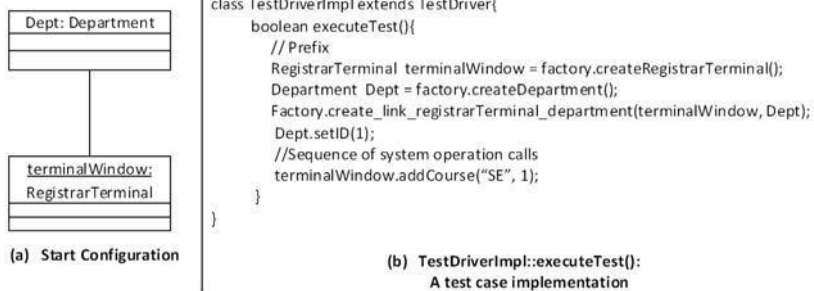 Dept: Department
terminalWindow:
RegistrarTerminal
(a) Start Configuration
class TestDriverImpl extends TestDriver{
boolean executeTest(){
// Prefix
RegistrarTerminal terminalWindow = factory.createRegistrarTerminal();
Department Dept = factory.createDepartment();
Factory.create_link_registrarTerminal_department(terminalWindow, Dept);
Dept.setID(1);
//Sequence of system operation calls
terminalWindow.addCourse(“SE”, 1);
}
}
(b) TestDriverImpl::executeTest():
A test case implementation